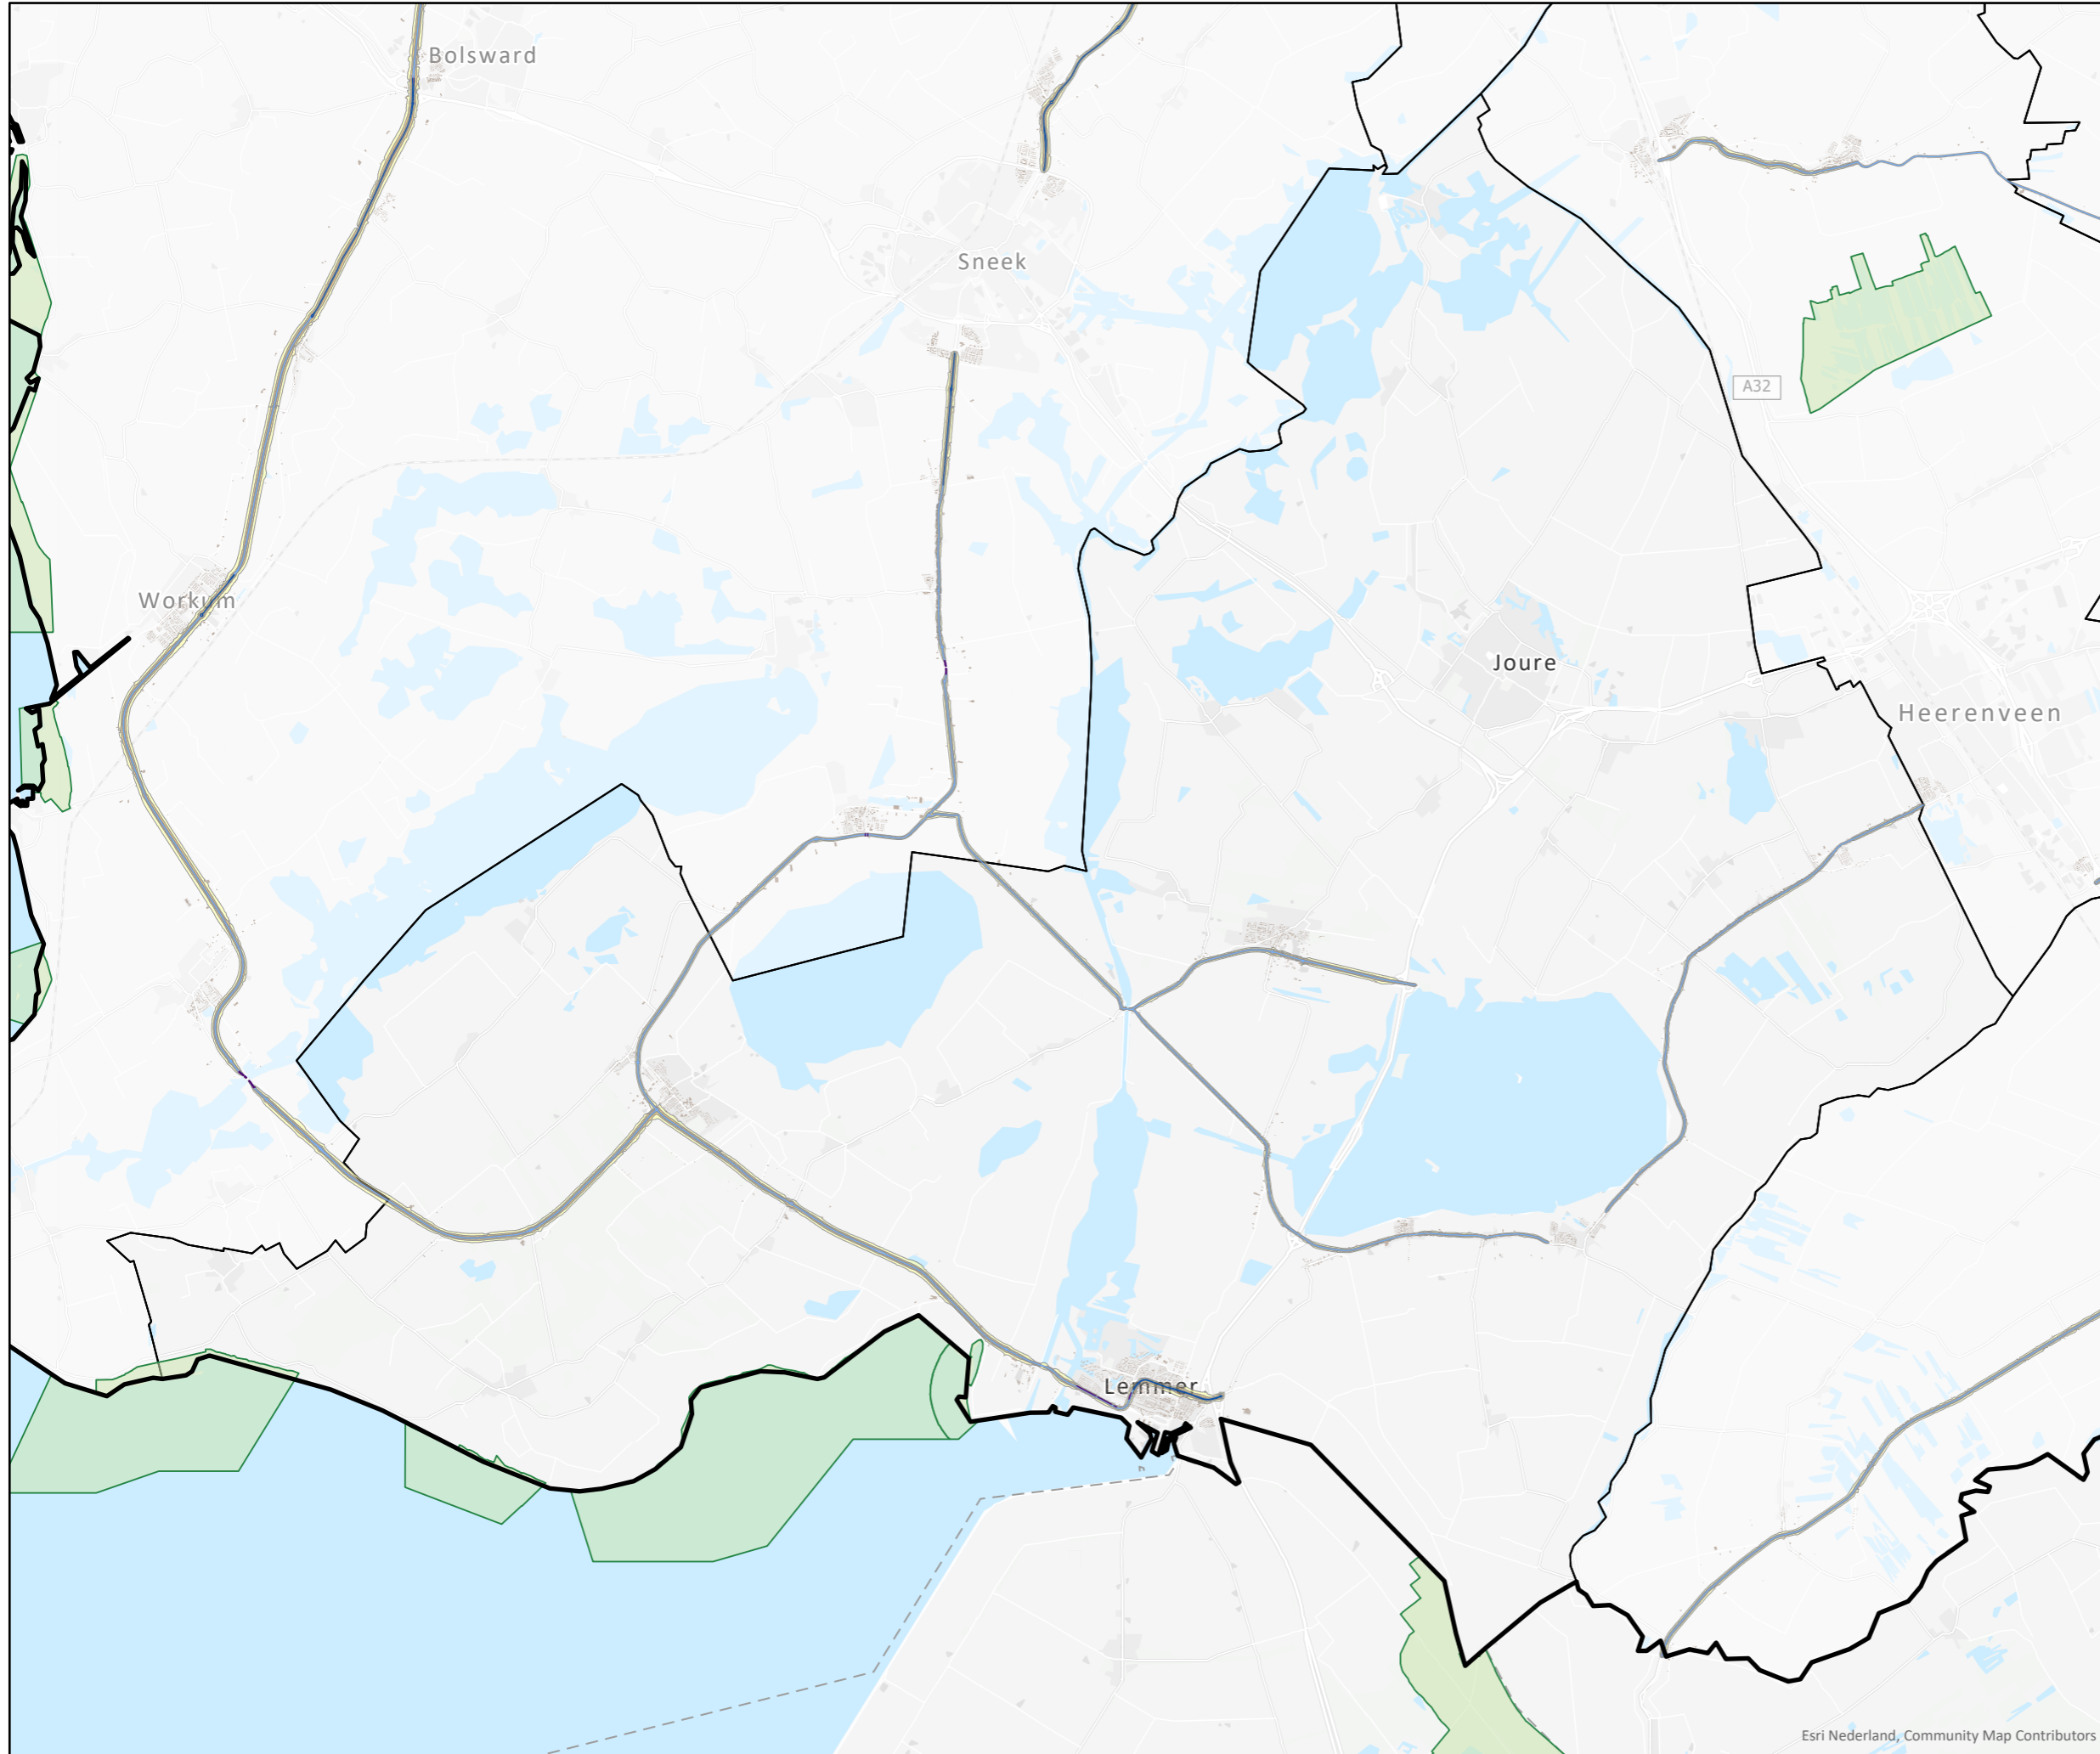 Bolsward
Sneek
A32
Workum
Joure
Heerenveen
Lemmer
Esri Nederland, Community Map Contributors